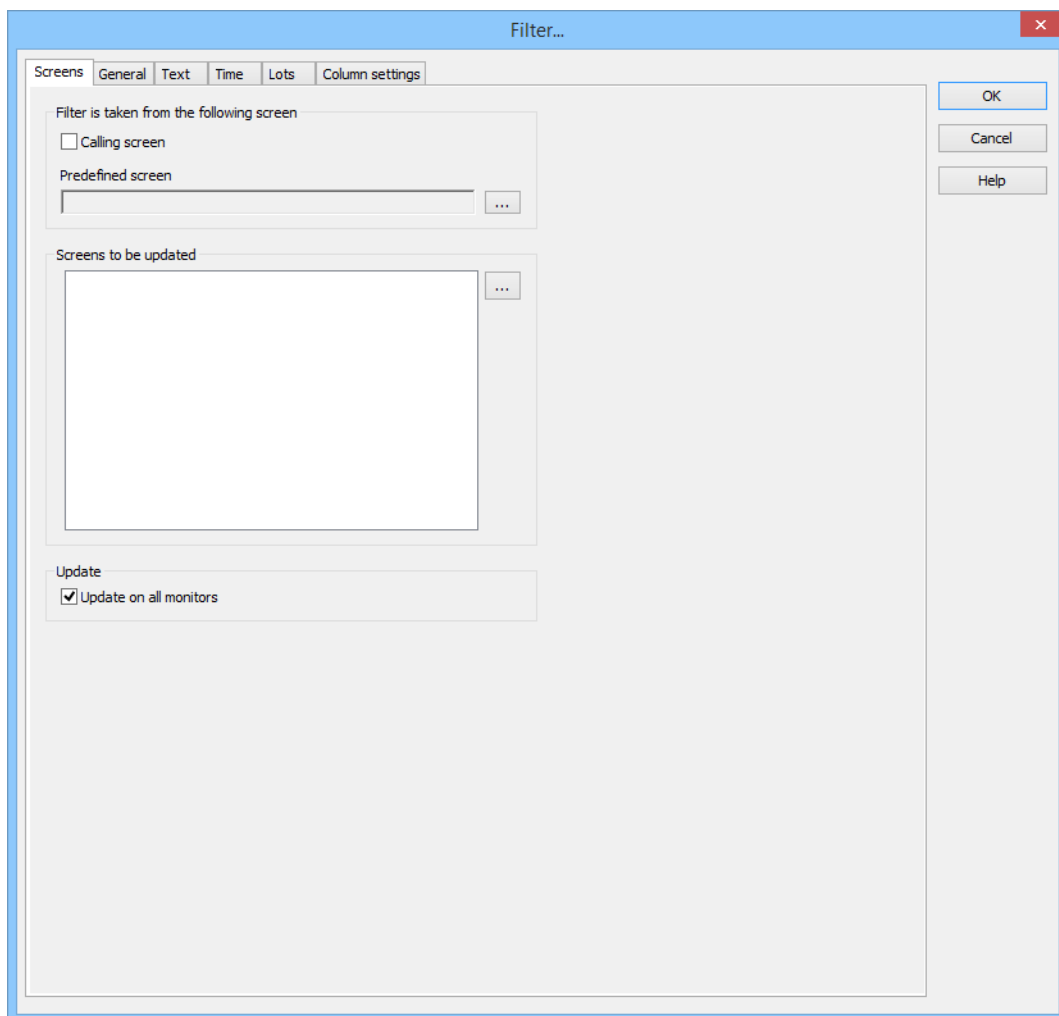 Filter...
Screens General Text Time Lots Column settings
OK
Cancel
Help
Filter is taken from the following screen
Calling screen
Predefined screen
...
Screens to be updated
...
Update
Update on all monitors